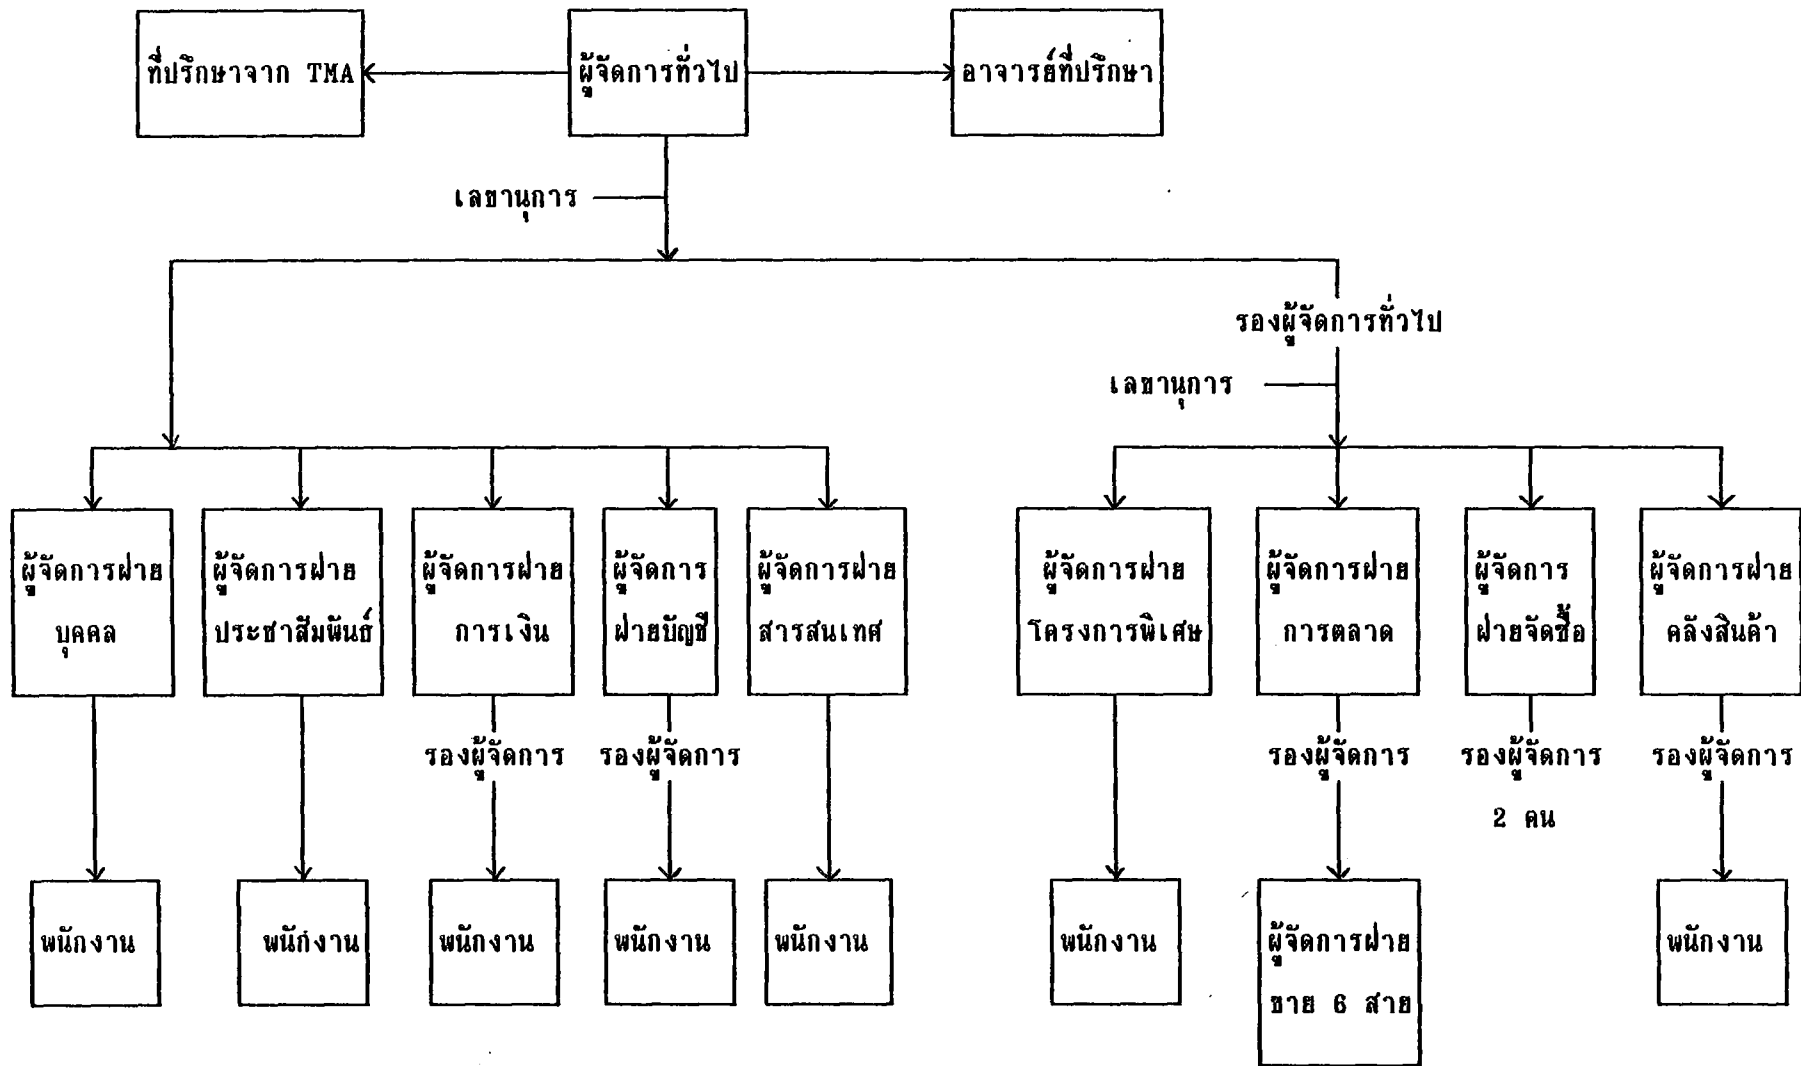 ที่ปรึกษาจาก TMA
ผู้จัดการทั่วไป
อาจารย์ที่ปรึกษา
เลขานุการ
รองผู้จัดการทั่วไป
เลขานุการ
ผู้จัดการฝ่าย
บุคคล
ผู้จัดการฝ่าย
ประชาสัมพันธ์
ผู้จัดการฝ่าย
การเงิน
ผู้จัดการ
ฝ่ายบัญชี
ผู้จัดการฝ่าย
สารสนเทศ
ผู้จัดการฝ่าย
โครงการพิเศษ
ผู้จัดการฝ่าย
การตลาด
ผู้จัดการ
ฝ่ายจัดซื้อ
ผู้จัดการฝ่าย
คลังสินค้า
รองผู้จัดการ
รองผู้จัดการ
รองผู้จัดการ
รองผู้จัดการ
2 คน
รองผู้จัดการ
พนักงาน
พนักงาน
พนักงาน
พนักงาน
พนักงาน
พนักงาน
ผู้จัดการฝ่าย
ขาย 6 สาย
พนักงาน